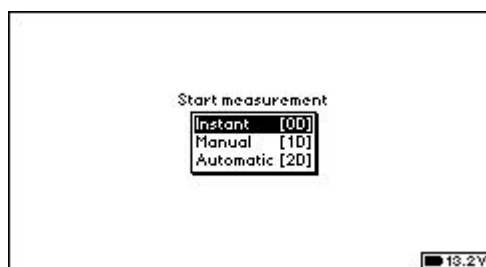 Start measurement
Instant [0D]
Manual [1D]
Automatic [2D]
13.2V